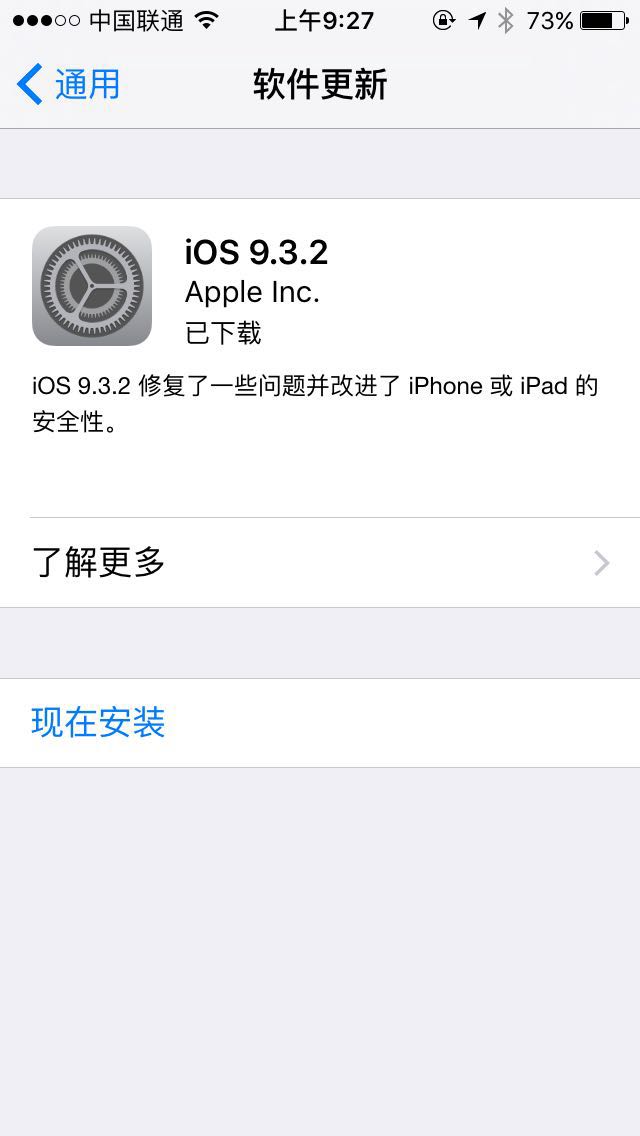 中国联通 上午9:27 73%
通用 软件更新
iOS 9.3.2
Apple Inc.
已下载
iOS 9.3.2 修复了一些问题并改进了 iPhone 或 iPad 的
安全性。
了解更多
现在安装